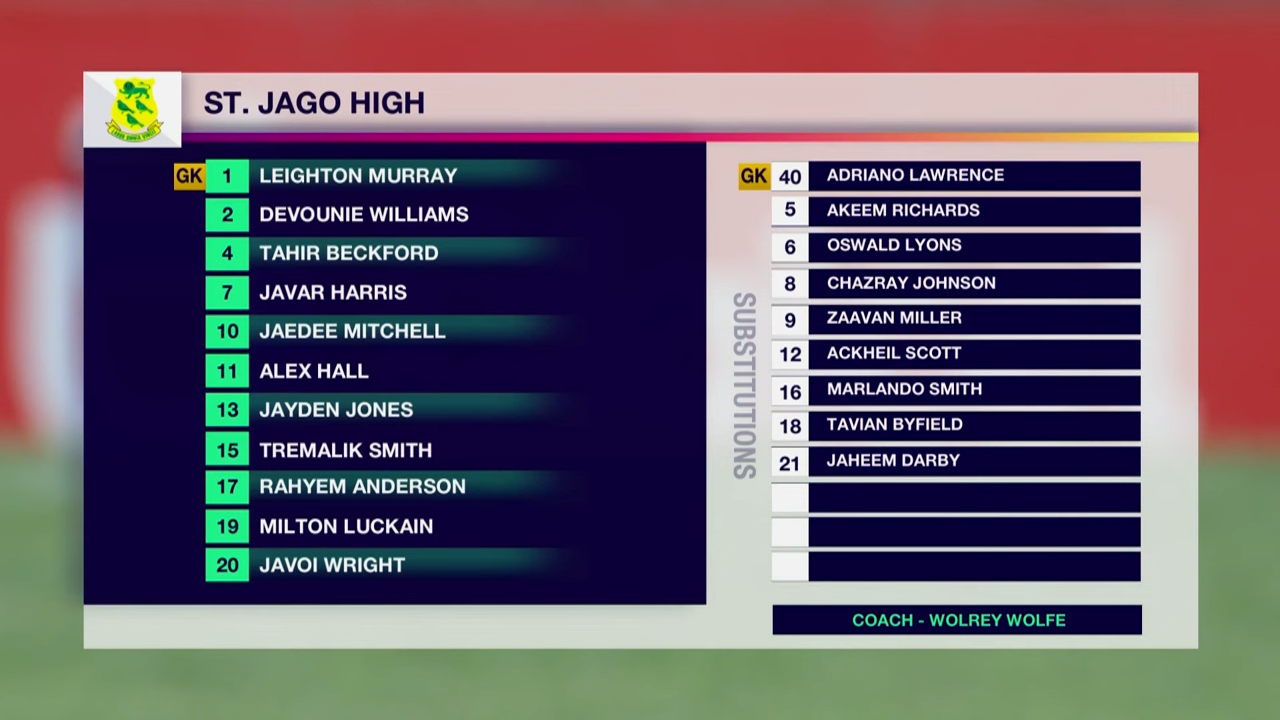 ST. JAGO HIGH
GK 1 LEIGHTON MURRAY
2 DEVOUNIE WILLIAMS
4 TAHIR BECKFORD
7 JAVAR HARRIS
10 JAEDEE MITCHELL
11 ALEX HALL
13 JAYDEN JONES
15 TREMALIK SMITH
17 RAHYEM ANDERSON
19 MILTON LUCKAIN
20 JAVOI WRIGHT
SUBSTITUTIONS
GK 40 ADRIANO LAWRENCE
5 AKEEM RICHARDS
6 OSWALD LYONS
8 CHAZRAY JOHNSON
9 ZAAVAN MILLER
12 ACKHEIL SCOTT
16 MARLANDO SMITH
18 TAVIAN BYFIELD
21 JAHEEM DARBY
COACH - WOLREY WOLFE